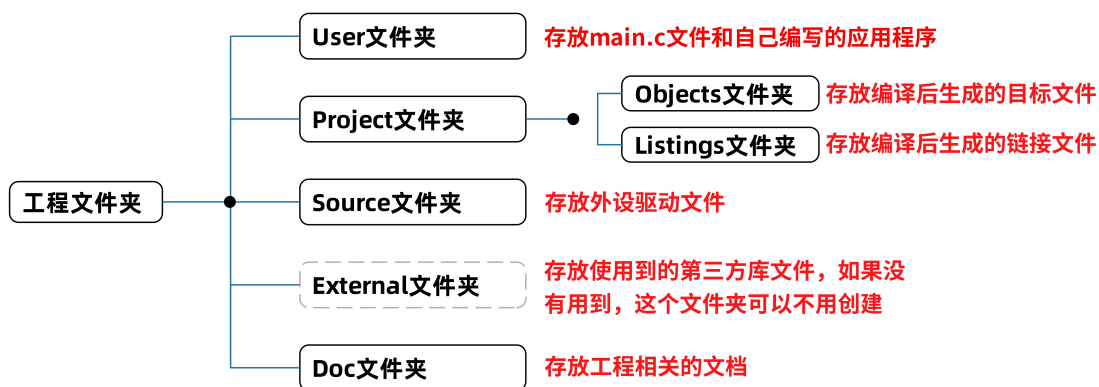 User文件夹
存放main.c文件和自己编写的应用程序
Project文件夹
Objects文件夹
存放编译后生成的目标文件
Listings文件夹
存放编译后生成的链接文件
工程文件夹
Source文件夹
存放外设驱动文件
External文件夹
存放使用到的第三方库文件，如果没
有用到，这个文件夹可以不用创建
Doc文件夹
存放工程相关的文档